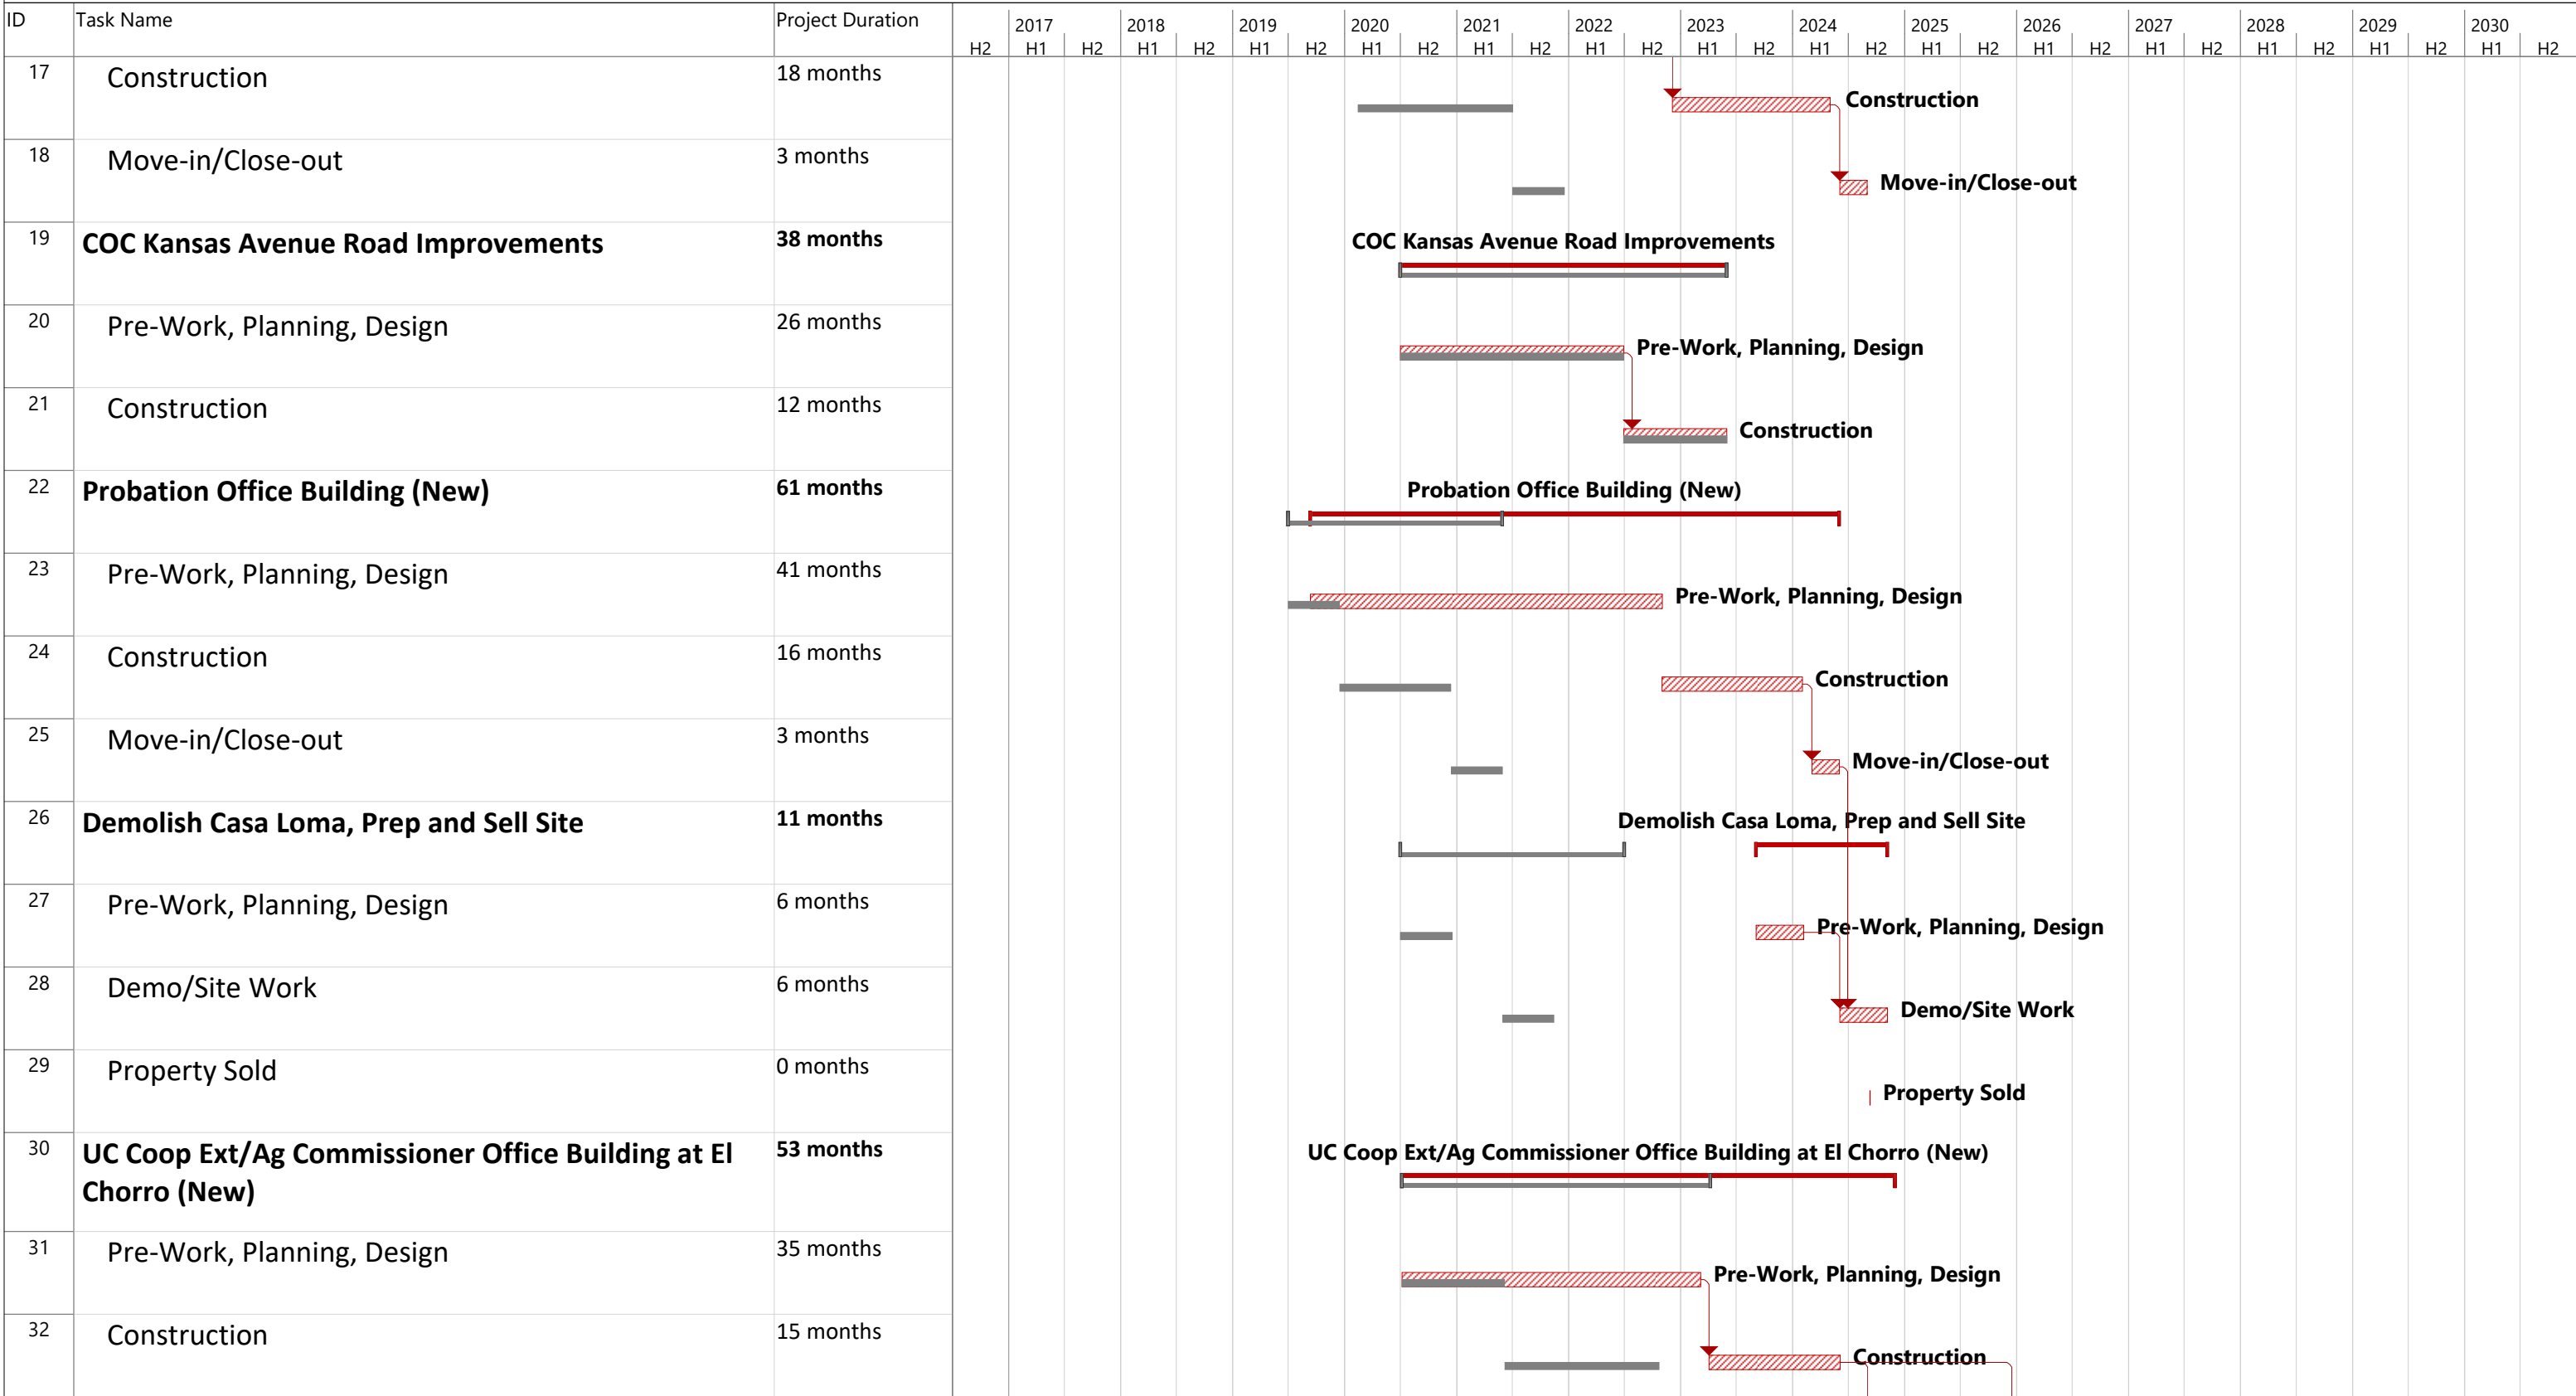 ID Task Name Project Duration 2017 2018 2019 2020 2021 2022 2023 2024 2025 2026 2027 2028 2029 2030
H2 H1 H2 H1 H2 H1 H2 H1 H2 H1 H2 H1 H2 H1 H2 H1 H2 H1 H2 H1 H2 H1 H2 H1 H2 H1 H2 H1 H2
17 Construction 18 months
Construction
18 Move-in/Close-out 3 months
Move-in/Close-out
19 COC Kansas Avenue Road Improvements 38 months
COC Kansas Avenue Road Improvements
20 Pre-Work, Planning, Design 26 months
Pre-Work, Planning, Design
21 Construction 12 months
Construction
22 Probation Office Building (New) 61 months
Probation Office Building (New)
23 Pre-Work, Planning, Design 41 months
Pre-Work, Planning, Design
24 Construction 16 months
Construction
25 Move-in/Close-out 3 months
Move-in/Close-out
26 Demolish Casa Loma, Prep and Sell Site 11 months
Demolish Casa Loma, Prep and Sell Site
27 Pre-Work, Planning, Design 6 months
Pre-Work, Planning, Design
28 Demo/Site Work 6 months
Demo/Site Work
29 Property Sold 0 months
Property Sold
30 UC Coop Ext/Ag Commissioner Office Building at El 53 months
Chorro (New)
UC Coop Ext/Ag Commissioner Office Building at El Chorro (New)
31 Pre-Work, Planning, Design 35 months
Pre-Work, Planning, Design
32 Construction 15 months
Construction